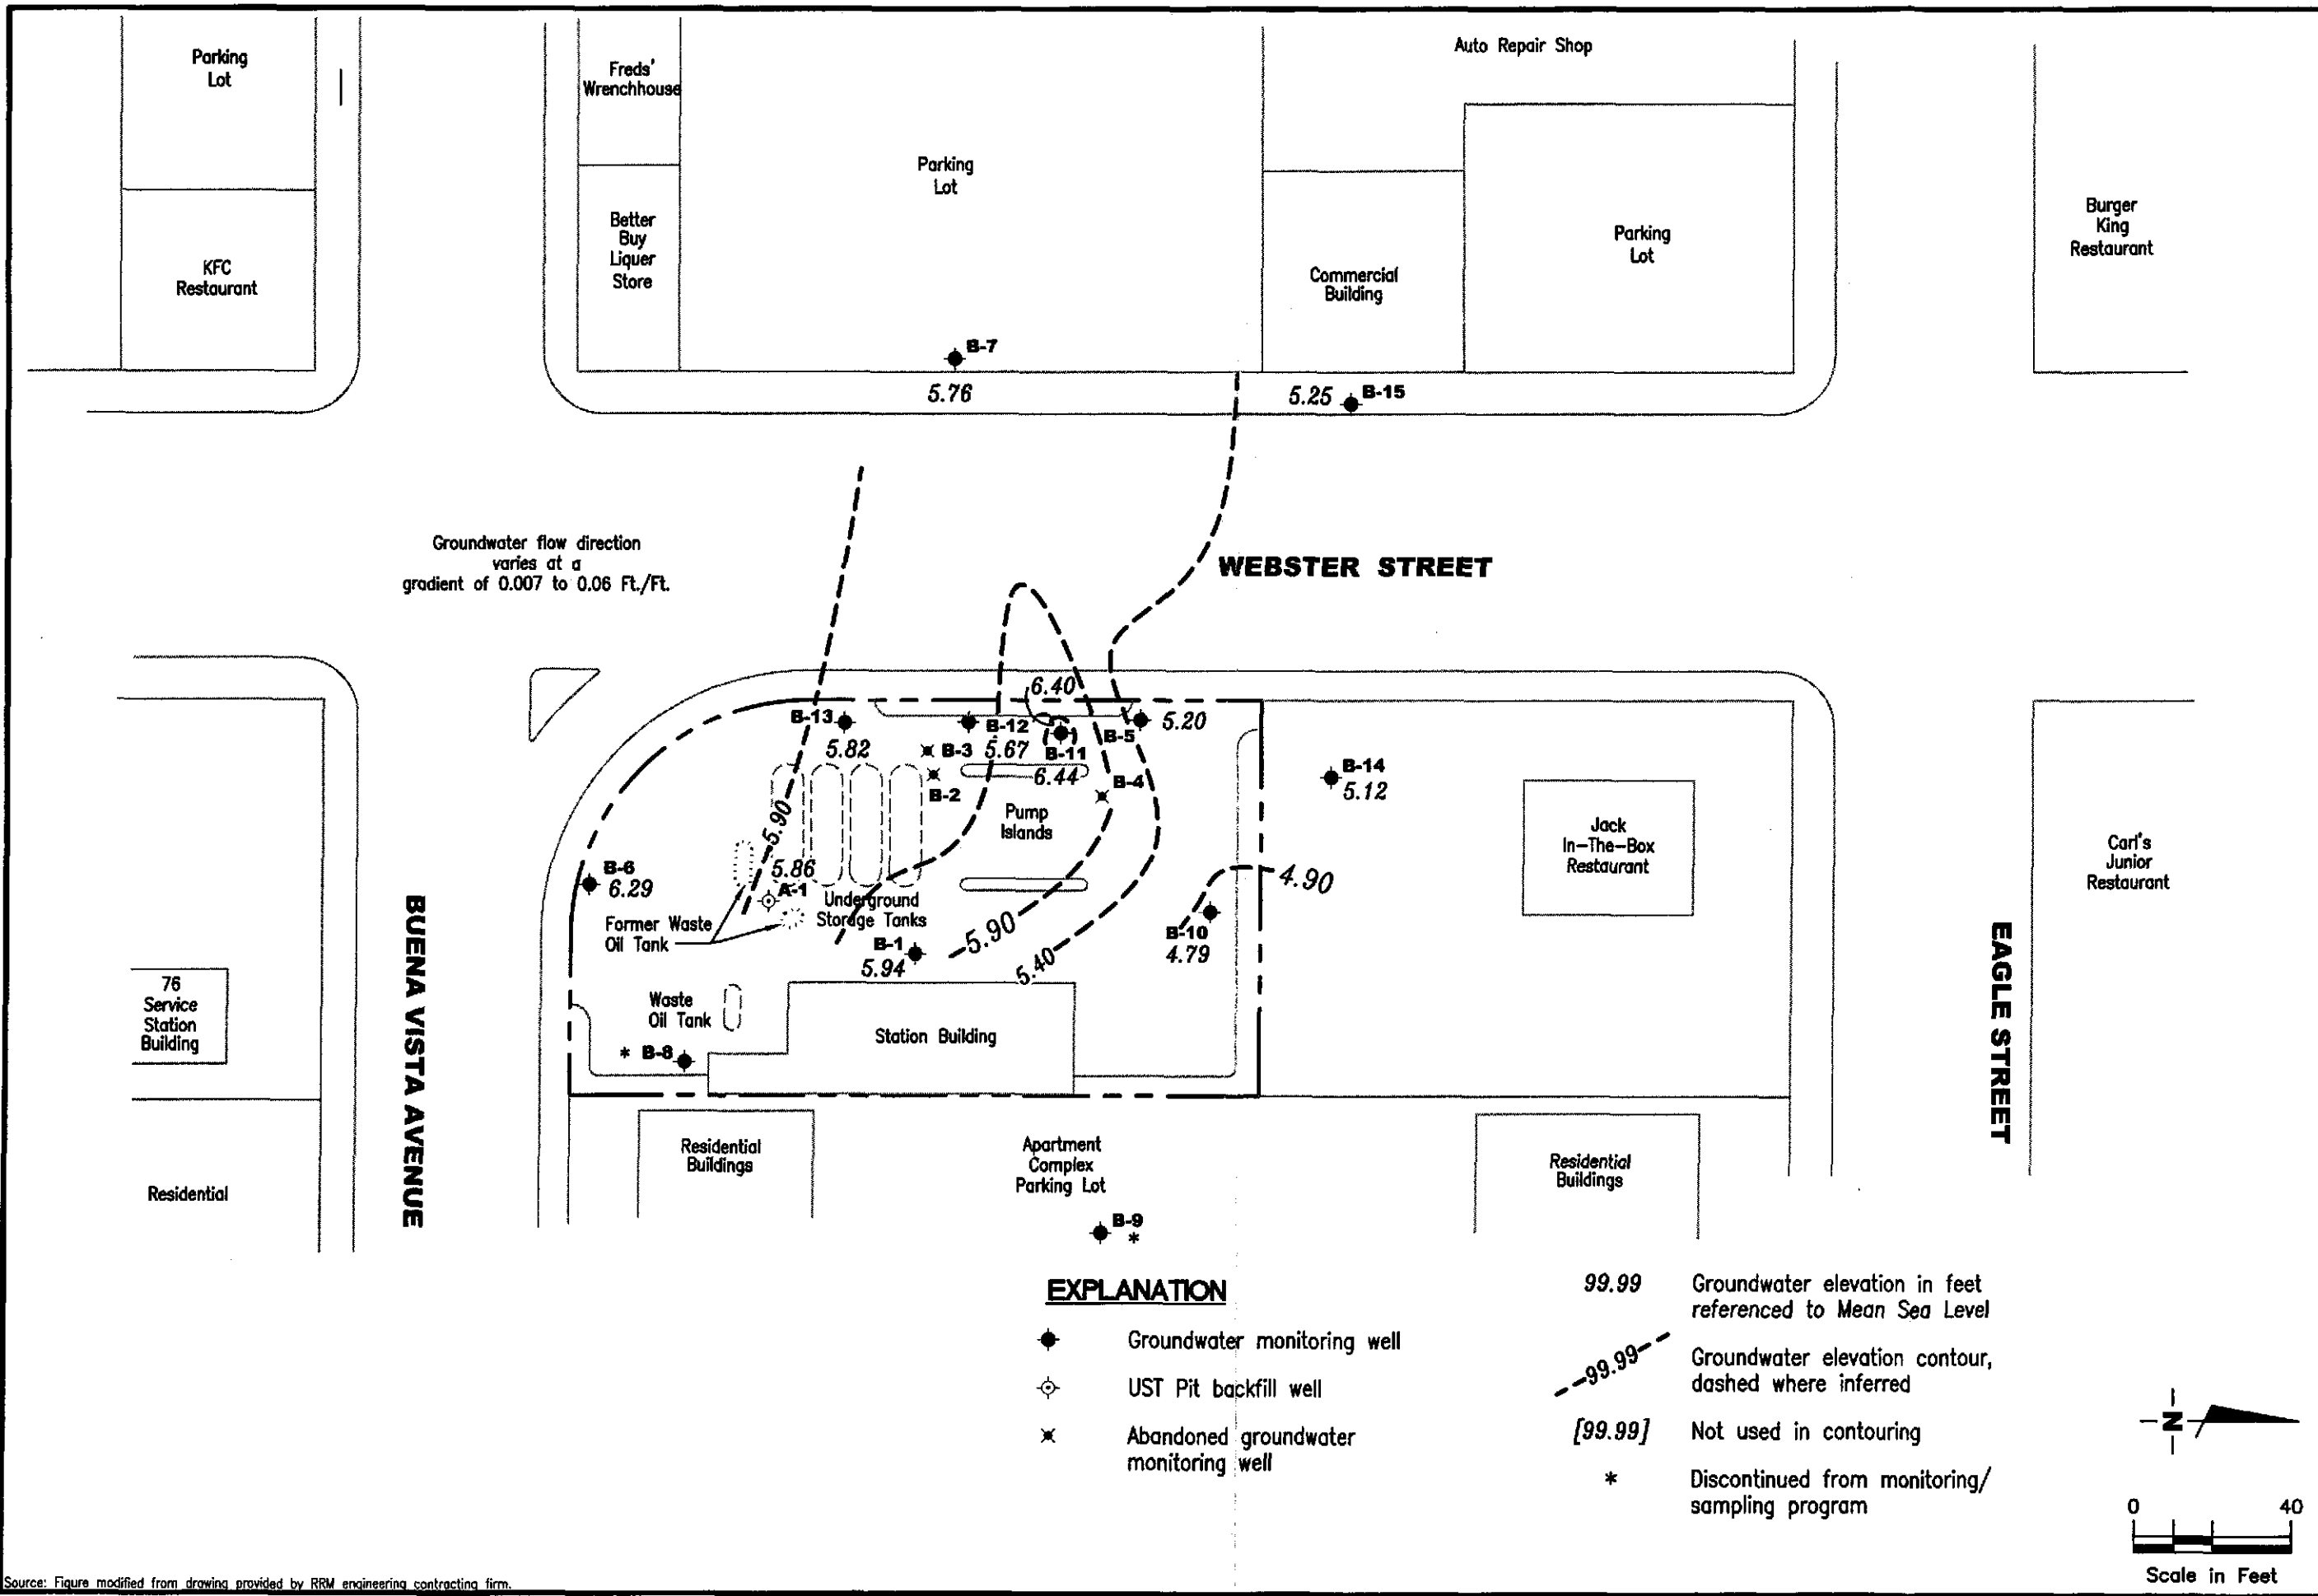 Parking
Lot
Freds'
Wrenchhouse
Auto Repair Shop
Parking
Lot
KFC
Restaurant
Better
Buy
Liquer
Store
Commercial
Building
Parking
Lot
Burger
King
Restaurant
B-7
5.76
5.25 B-15
Groundwater flow direction
varies at a
gradient of 0.007 to 0.06 Ft./Ft.
WEBSTER STREET
6.40
B-13
5.82
B-12
5.67
B-3
B-2
B-11
6.44
B-5
5.20
B-4
B-14
5.12
Pump
Islands
5.90
5.86
A-1
B-6
6.29
Former Waste
Oil Tank
Underground
Storage Tanks
B-1
5.94
5.90
5.40
B-10
4.79
4.90
Jack
In-The-Box
Restaurant
Carl's
Junior
Restaurant
BUENA VISTA AVENUE
EAGLE STREET
76
Service
Station
Building
Waste
Oil Tank
* B-8
Station Building
Residential
Residential
Buildings
Apartment
Complex
Parking Lot
Residential
Buildings
B-9
*
EXPLANATION
Groundwater monitoring well
UST Pit backfill well
Abandoned groundwater
monitoring well
99.99 Groundwater elevation in feet
referenced to Mean Sea Level
99.99 Groundwater elevation contour,
dashed where inferred
[99.99] Not used in contouring
* Discontinued from monitoring/
sampling program
N
0 40
Scale in Feet
Source: Figure modified from drawing provided by RRM engineering contracting firm.